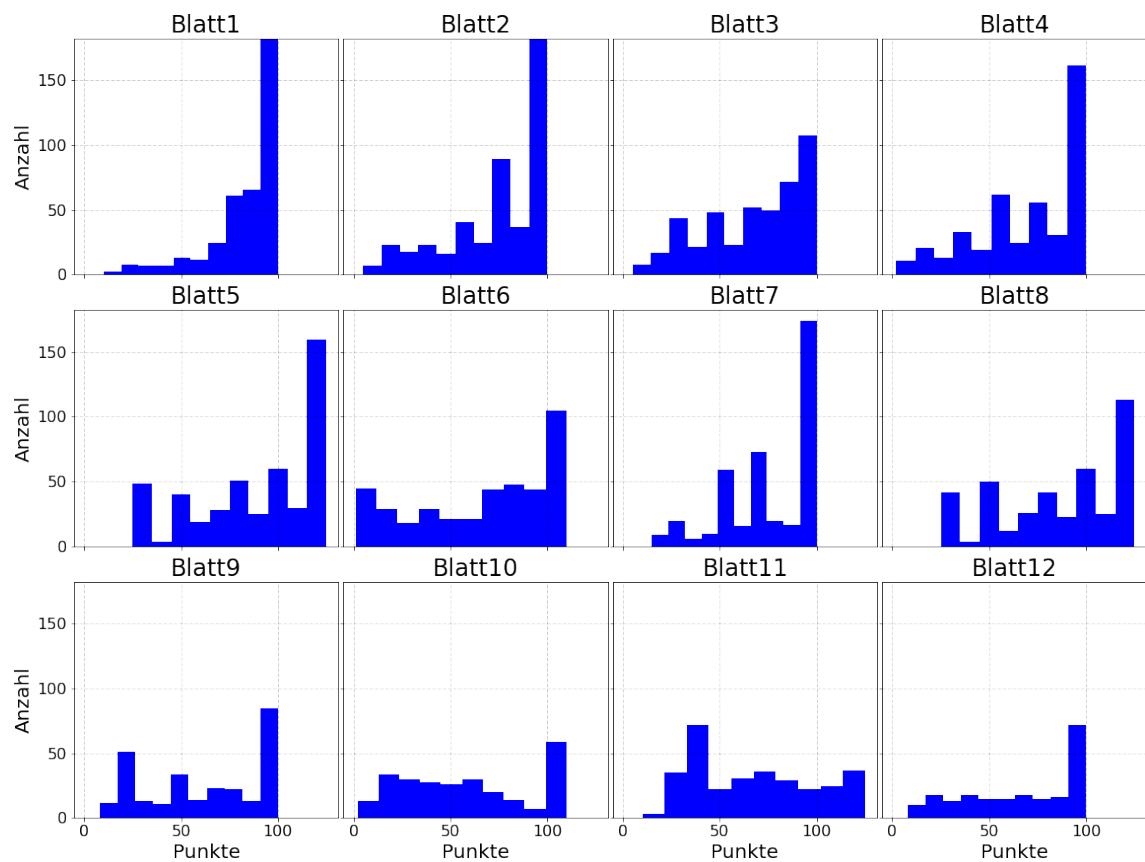 Blatt1 Blatt2 Blatt3 Blatt4
150
100
50
0
Anzahl
Blatt5 Blatt6 Blatt7 Blatt8
150
100
50
0
Anzahl
Blatt9 Blatt10 Blatt11 Blatt12
150
100
50
0
Anzahl
0 50 100 0 50 100 0 50 100 0 50 100
Punkte Punkte Punkte Punkte